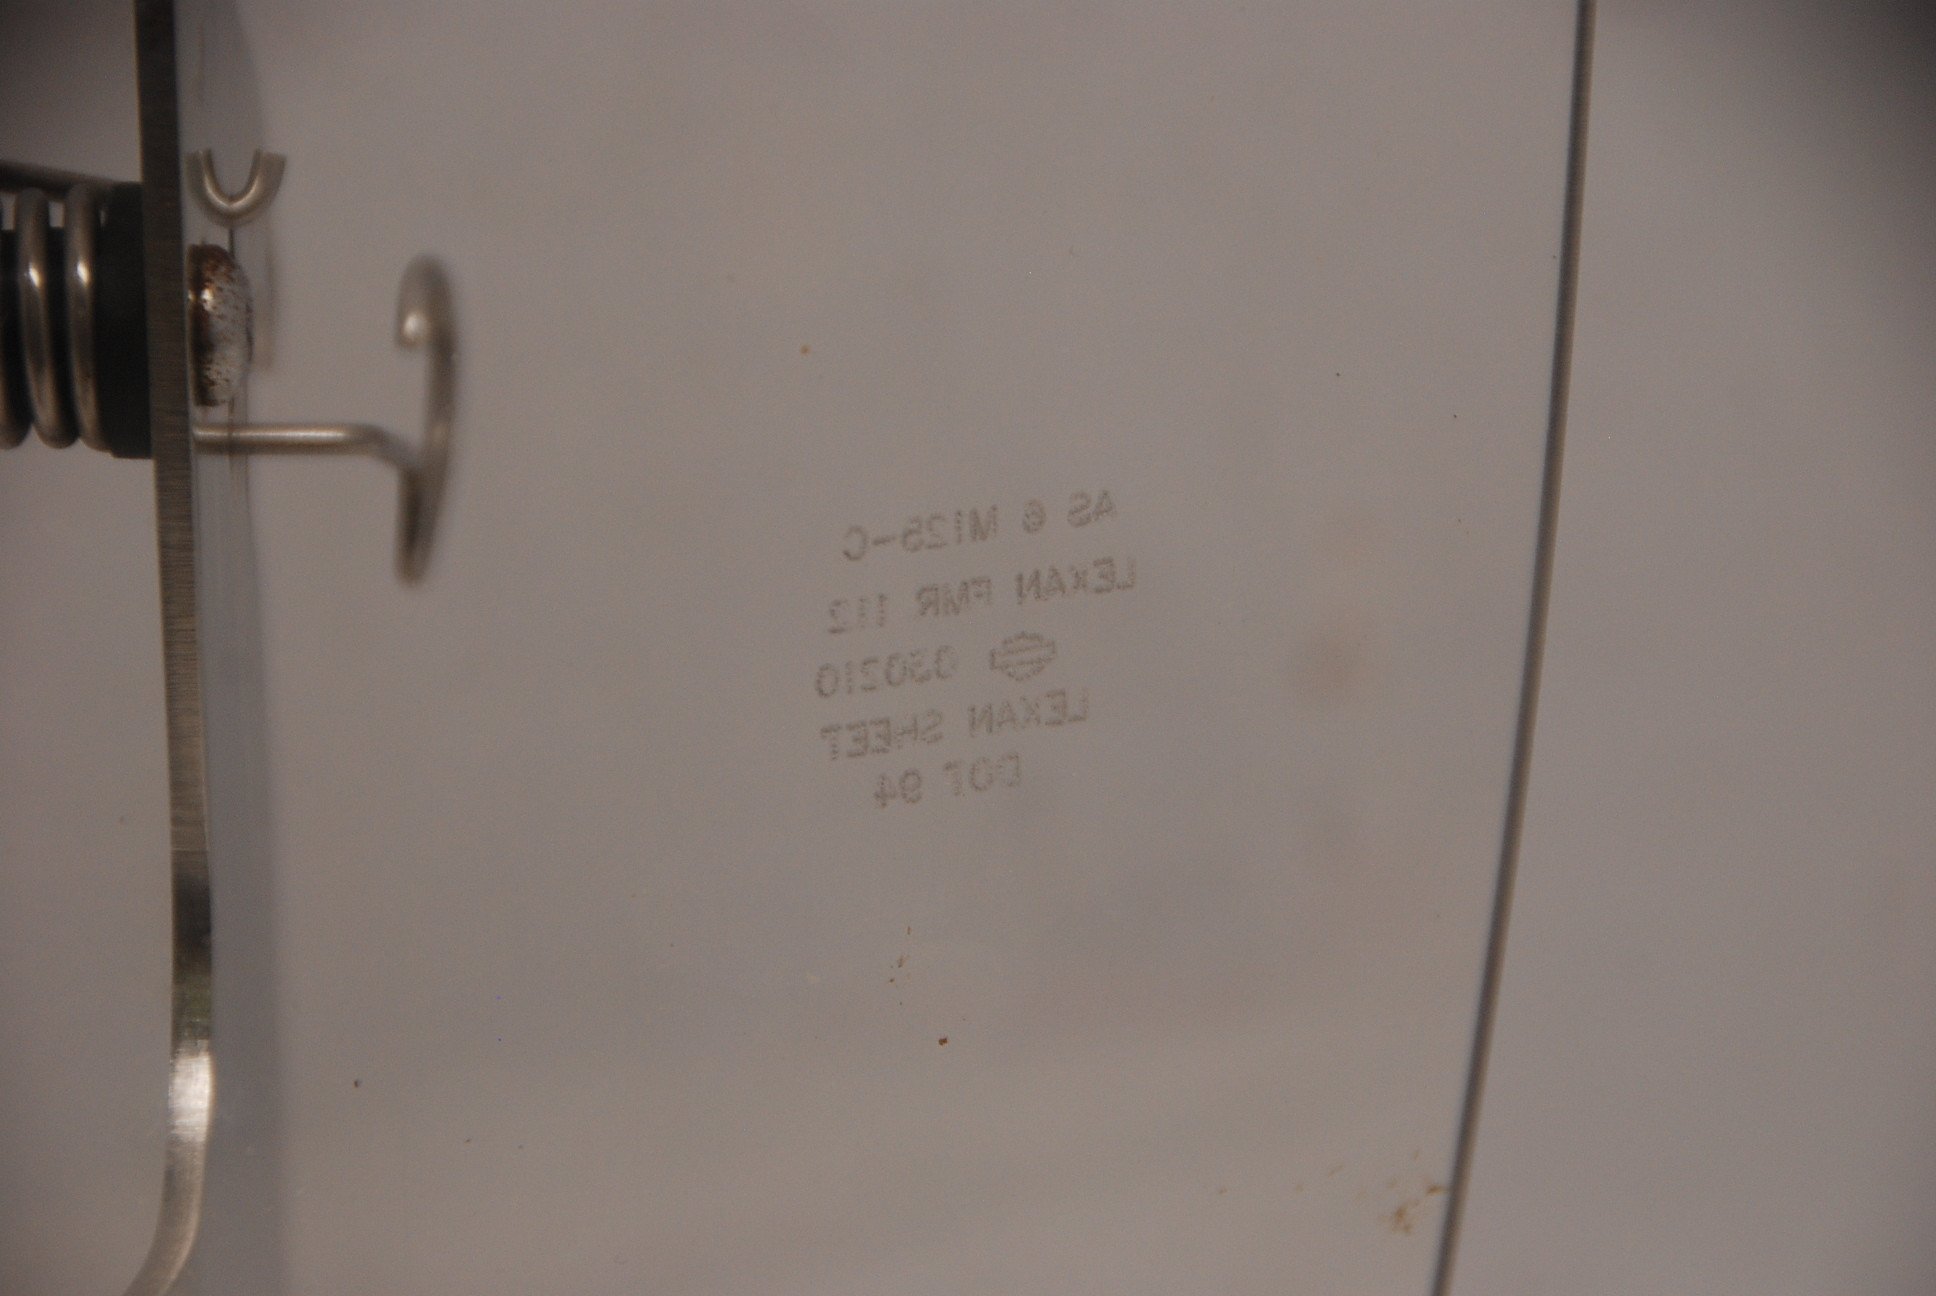 AS 6 M125-C
LEXAN FMR 112
030210
LEXAN SHEET
DOT 94